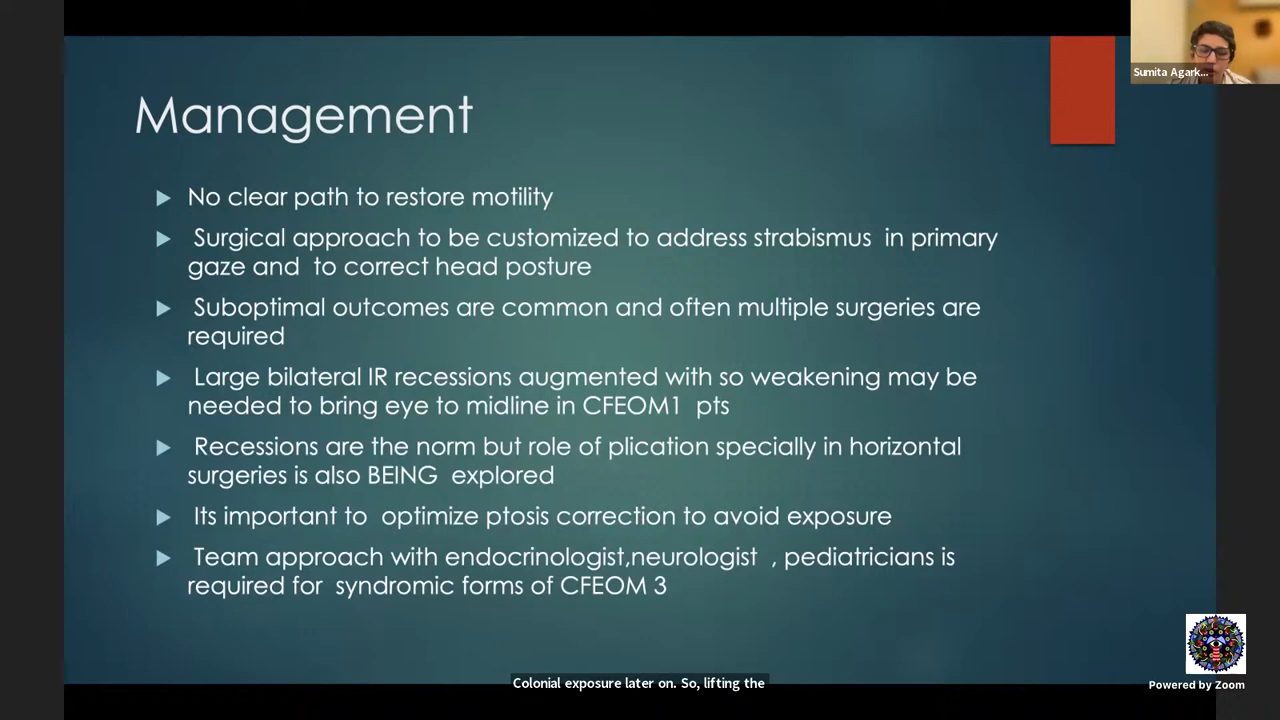 Sumita Agark...
Management
No clear path to restore motility
Surgical approach to be customized to address strabismus in primary
gaze and to correct head posture
Suboptimal outcomes are common and often multiple surgeries are
required
Large bilateral IR recessions augmented with so weakening may be
needed to bring eye to midline in CFEOM1 pts
Recessions are the norm but role of plication specially in horizontal
surgeries is also BEING explored
Its important to optimize ptosis correction to avoid exposure
Team approach with endocrinologist,neurologist , pediatricians is
required for syndromic forms of CFEOM 3
Colonial exposure later on. So, lifting the
Powered by Zoom